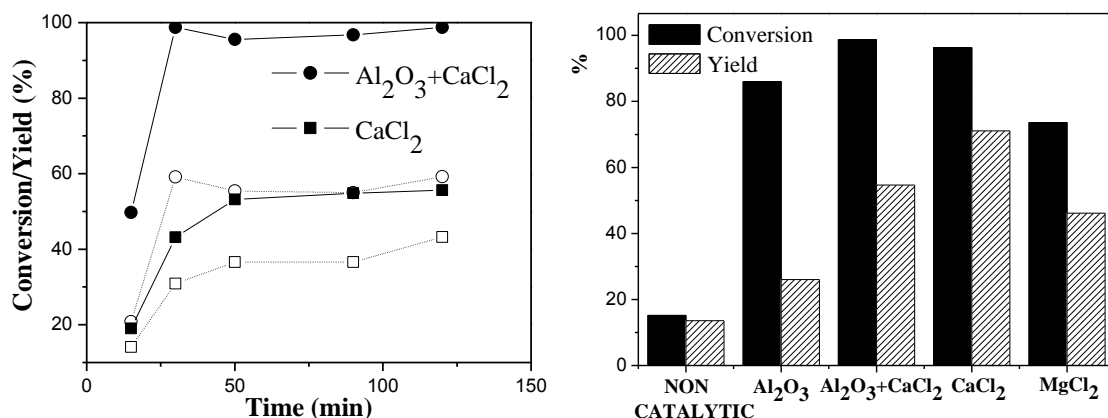 Conversion/Yield (%)
100
80
60
40
20
0
50
100
150
Time (min)
Al₂O₃+CaCl₂
CaCl₂
%
100
80
60
40
20
0
Conversion
Yield
NON
CATALYTIC
Al₂O₃
Al₂O₃+CaCl₂
CaCl₂
MgCl₂